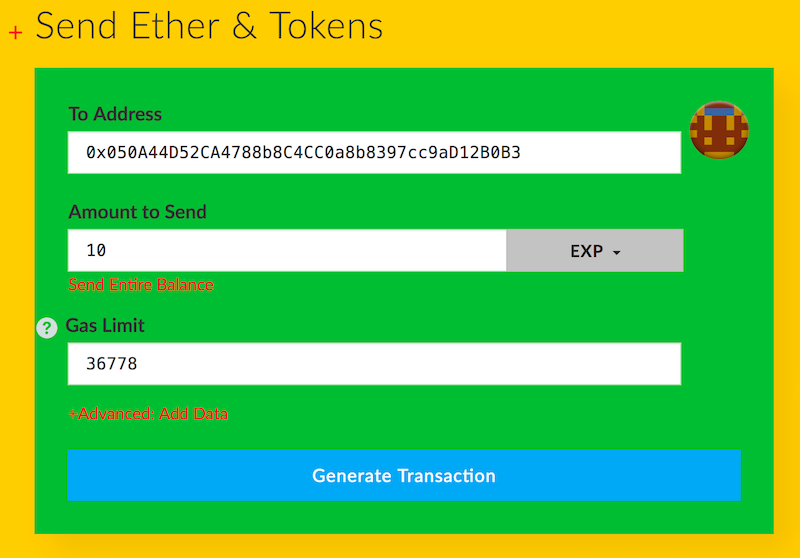 + Send Ether & Tokens
To Address
0x050A44D52CA4788b8C4CC0a8b8397cc9aD12B0B3
Amount to Send
10 EXP
Send Entire Balance
? Gas Limit
36778
+Advanced: Add Data
Generate Transaction